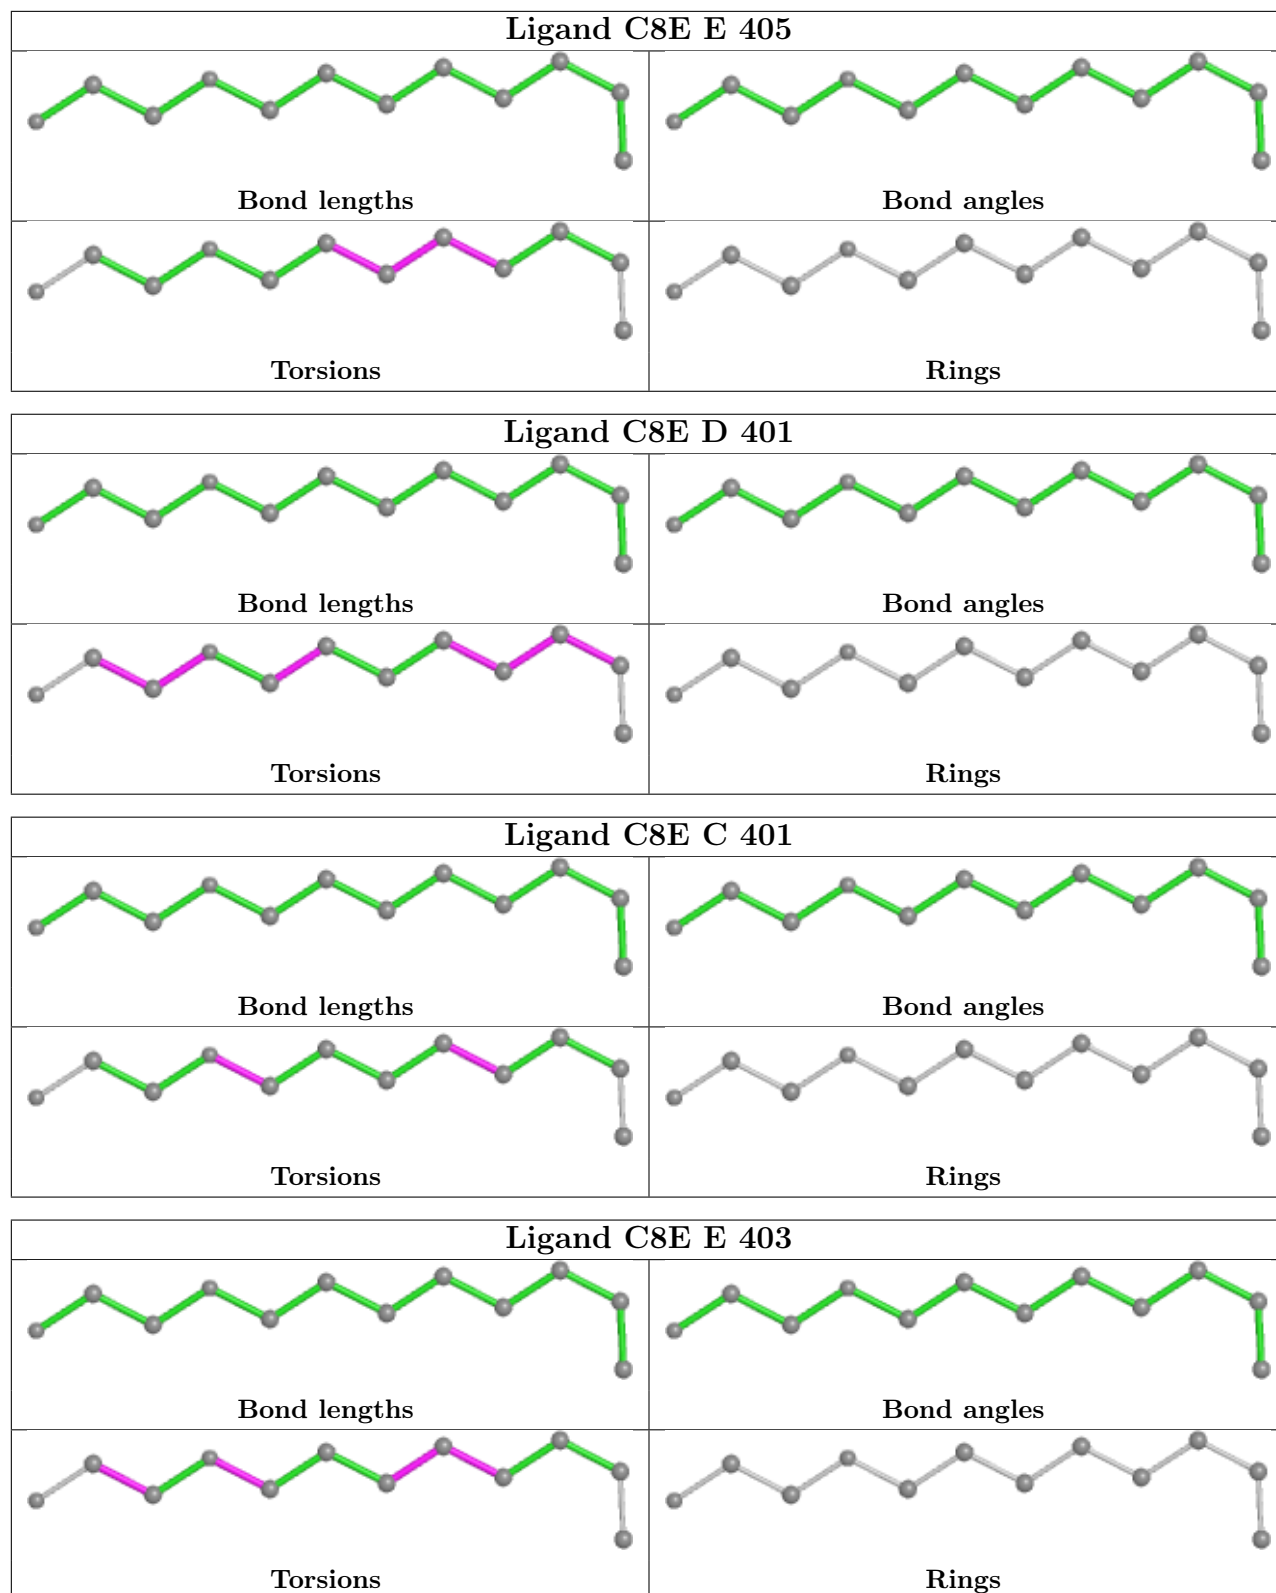 Ligand C8E E 405
Bond lengths
Bond angles
Torsions
Rings
Ligand C8E D 401
Bond lengths
Bond angles
Torsions
Rings
Ligand C8E C 401
Bond lengths
Bond angles
Torsions
Rings
Ligand C8E E 403
Bond lengths
Bond angles
Torsions
Rings